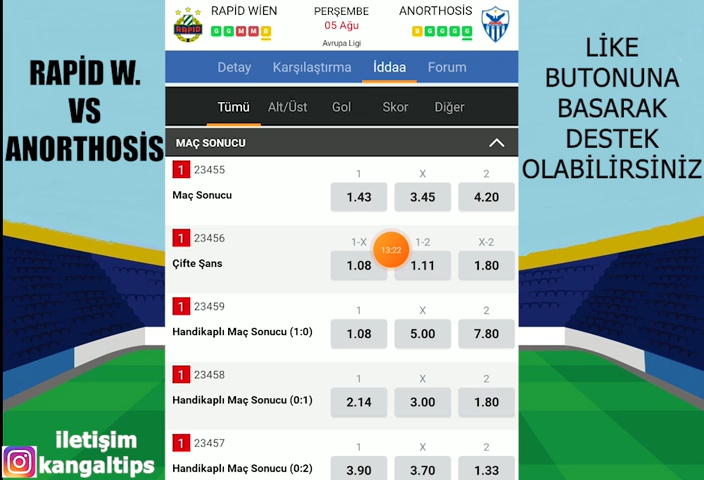 RAPİD W.
VS
ANORTHOSİS
iletişim
kangaltips
RAPİD WİEN
G G M M B
PERŞEMBE
05 Ağu
Avrupa Ligi
ANORTHOSIS
B G G G G
Detay Karşılaştırma İddaa Forum
Tümü Alt/Üst Gol Skor Diğer
MAÇ SONUCU
1 23455 1 X 2
Maç Sonucu 1.43 3.45 4.20
1 23456 1-X 1-2 X-2
13:22
Çifte Şans 1.08 1.11 1.80
1 23459 1 X 2
Handikaplı Maç Sonucu (1:0) 1.08 5.00 7.80
1 23458 1 X 2
Handikaplı Maç Sonucu (0:1) 2.14 3.00 1.80
1 23457 1 X 2
Handikaplı Maç Sonucu (0:2) 3.90 3.70 1.33
LİKE
BUTONUNA
BASARAK
DESTEK
OLABİLİRSİNİZ